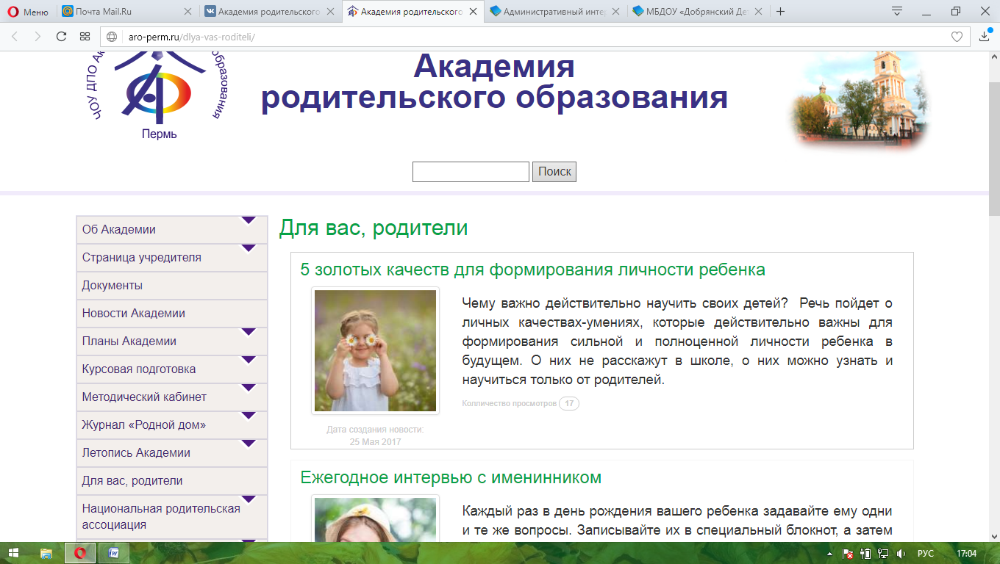 Меню
Почта Mail.Ru
Академия родительского
Академия родительского
Административный инте
МБДОУ «Добрянский Де
aro-perm.ru/dlya-vas-roditeli/
ЧОУ ДПО Ак
образования
Пермь
Академия
родительского образования
Поиск
Об Академии
Страница учредителя
Документы
Новости Академии
Планы Академии
Курсовая подготовка
Методический кабинет
Журнал «Родной дом»
Летопись Академии
Для вас, родители
Национальная родительская
ассоциация
Для вас, родители
5 золотых качеств для формирования личности ребенка
Чему важно действительно научить своих детей? Речь пойдет о
личных качествах-умениях, которые действительно важны для
формирования сильной и полноценной личности ребенка в
будущем. О них не расскажут в школе, о них можно узнать и
научиться только от родителей.
Колличество просмотров 17
Дата создания новости:
25 Мая 2017
Ежегодное интервью с именинником
Каждый раз в день рождения вашего ребенка задавайте ему одни
и те же вопросы. Записывайте их в специальный блокнот, а затем
РУС
17:04